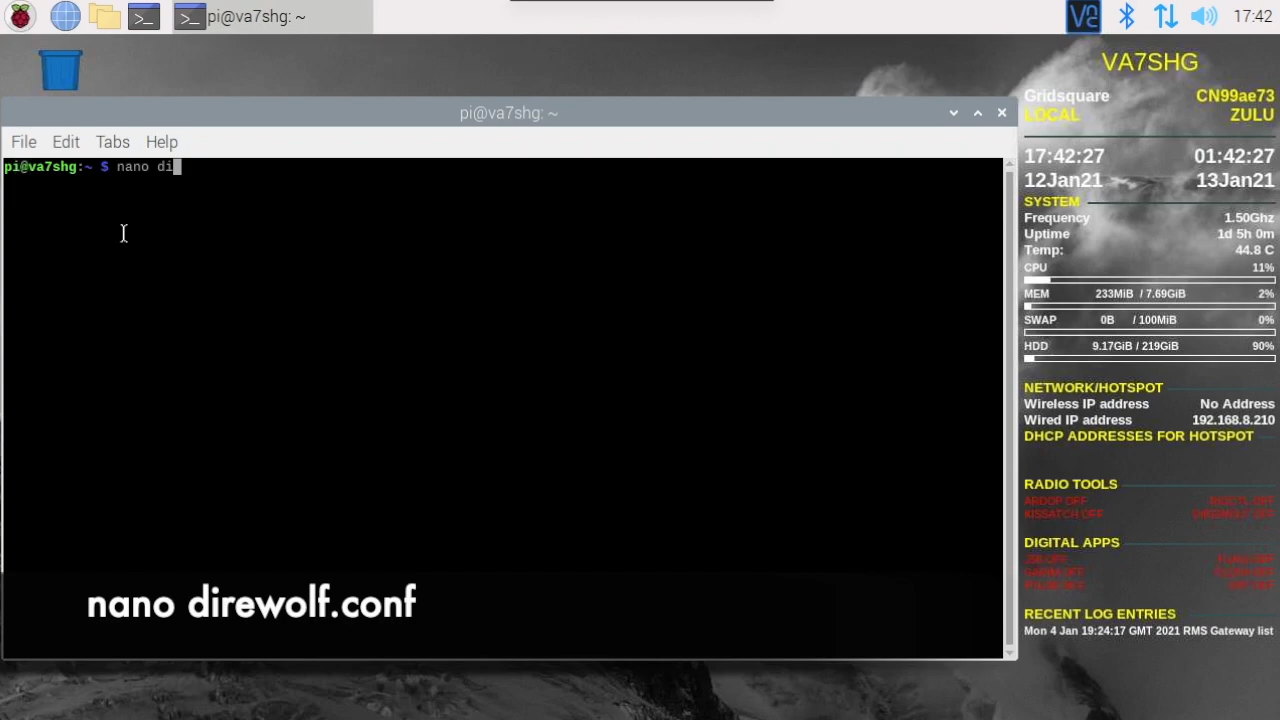 pi@va7shg: ~
17:42
VA7SHG
pi@va7shg: ~
Gridsquare CN99ae73
LOCAL ZULU
File Edit Tabs Help
pi@va7shg:~ $ nano di
17:42:27 01:42:27
12Jan21 13Jan21
SYSTEM
Frequency 1.50Ghz
Uptime 1d 5h 0m
Temp: 44.8 C
CPU 11%
MEM 233MiB / 7.69GiB 2%
SWAP 0B / 100MiB 0%
HDD 9.17GiB / 219GiB 90%
NETWORK/HOTSPOT
Wireless IP address No Address
Wired IP address 192.168.8.210
DHCP ADDRESSES FOR HOTSPOT
RADIO TOOLS
ARDOP OFF
DIGITAL APPS
RECENT LOG ENTRIES
Mon 4 Jan 19:24:17 GMT 2021 RMS Gateway list
nano direwolf.conf